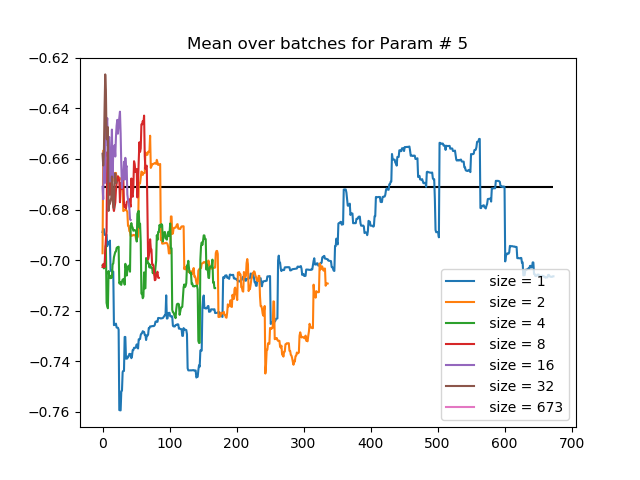 Mean over batches for Param # 5
−0.62
−0.64
−0.66
−0.68
−0.70
−0.72
−0.74
−0.76
0 100 200 300 400 500 600 700
size = 1
size = 2
size = 4
size = 8
size = 16
size = 32
size = 673